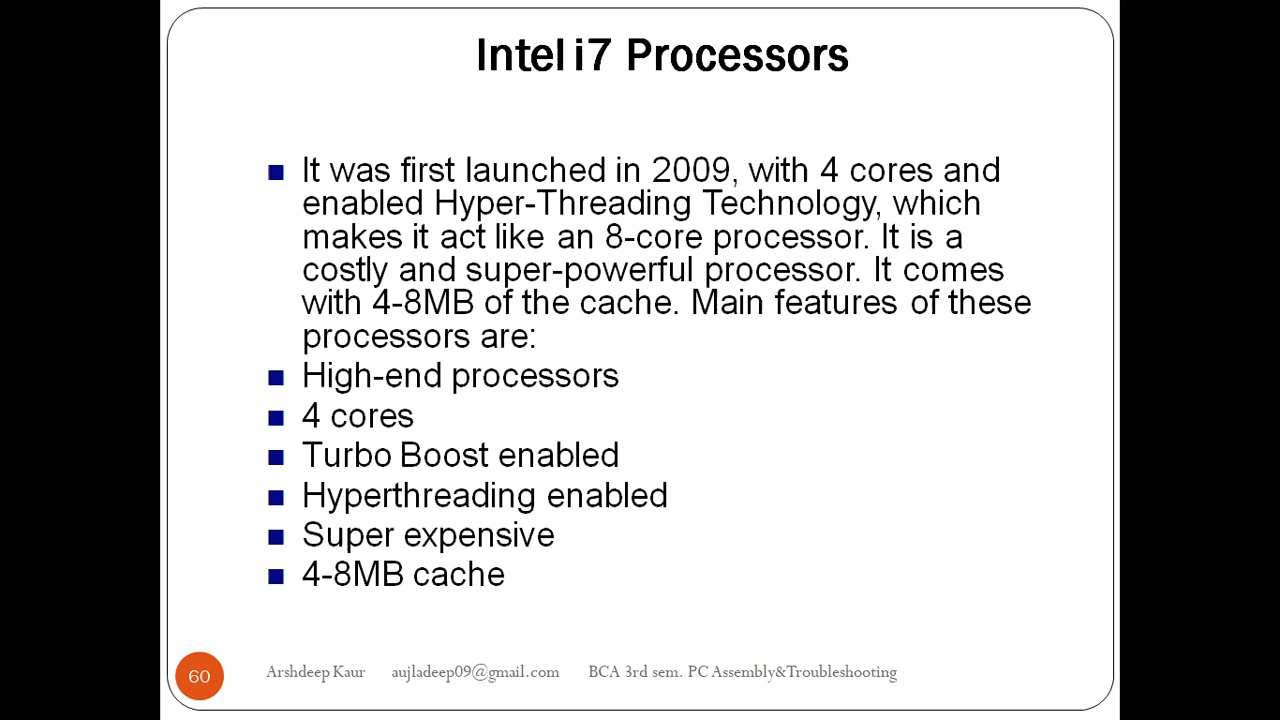 Intel i7 Processors
It was first launched in 2009, with 4 cores and
enabled Hyper-Threading Technology, which
makes it act like an 8-core processor. It is a
costly and super-powerful processor. It comes
with 4-8MB of the cache. Main features of these
processors are:
High-end processors
4 cores
Turbo Boost enabled
Hyperthreading enabled
Super expensive
4-8MB cache
60 Arshdeep Kaur aujladeep09@gmail.com BCA 3rd sem. PC Assembly&Troubleshooting